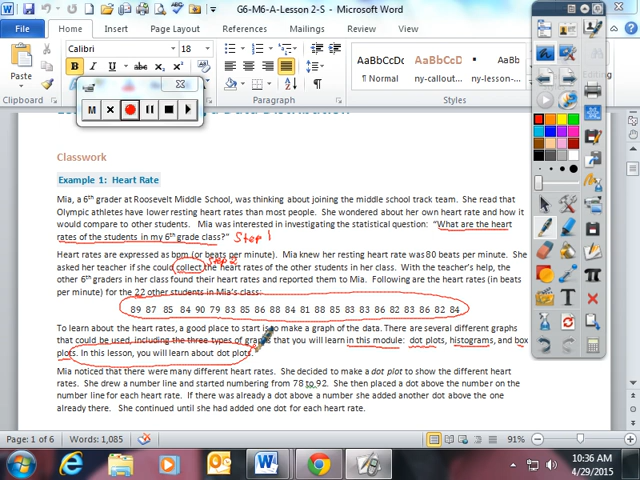 G6-M6-A-Lesson 2-S - Microsoft Word
File Home Insert Page Layout References Mailings Review View
Calibri 18
Paste
B I U abc x₂ x²
AaBbCcDc AaBbCcD AaBbCc
¶ Normal ny-callout... ny-lesson-... Editing
Clipboard Paragraph Styles
M
Classwork
Example 1: Heart Rate
Mia, a 6th grader at Roosevelt Middle School, was thinking about joining the middle school track team. She read that
Olympic athletes have lower resting heart rates than most people. She wondered about her own heart rate and how it
would compare to other students. Mia was interested in investigating the statistical question: “What are the heart
rates of the students in my 6th grade class?” Step 1
Step 2
Heart rates are expressed as bpm (or beats per minute). Mia knew her resting heart rate was 80 beats per minute. She
asked her teacher if she could collect the heart rates of the other students in her class. With the teacher’s help, the
other 6th graders in her class found their heart rates and reported them to Mia. Following are the heart rates (in beats
per minute) for the 22 other students in Mia’s class:
89 87 85 84 90 79 83 85 86 88 84 81 88 85 83 83 86 82 83 86 82 84
To learn about the heart rates, a good place to start is to make a graph of the data. There are several different graphs
that could be used, including the three types of graphs that you will learn in this module: dot plots, histograms, and box
plots. In this lesson, you will learn about dot plots.
Mia noticed that there were many different heart rates. She decided to make a dot plot to show the different heart
rates. She drew a number line and started numbering from 78 to 92. She then placed a dot above the number on the
number line for each heart rate. If there was already a dot above a number she added another dot above the one
already there. She continued until she had added one dot for each heart rate.
Page: 1 of 6 Words: 1,085 91%
10:36 AM
4/29/2015